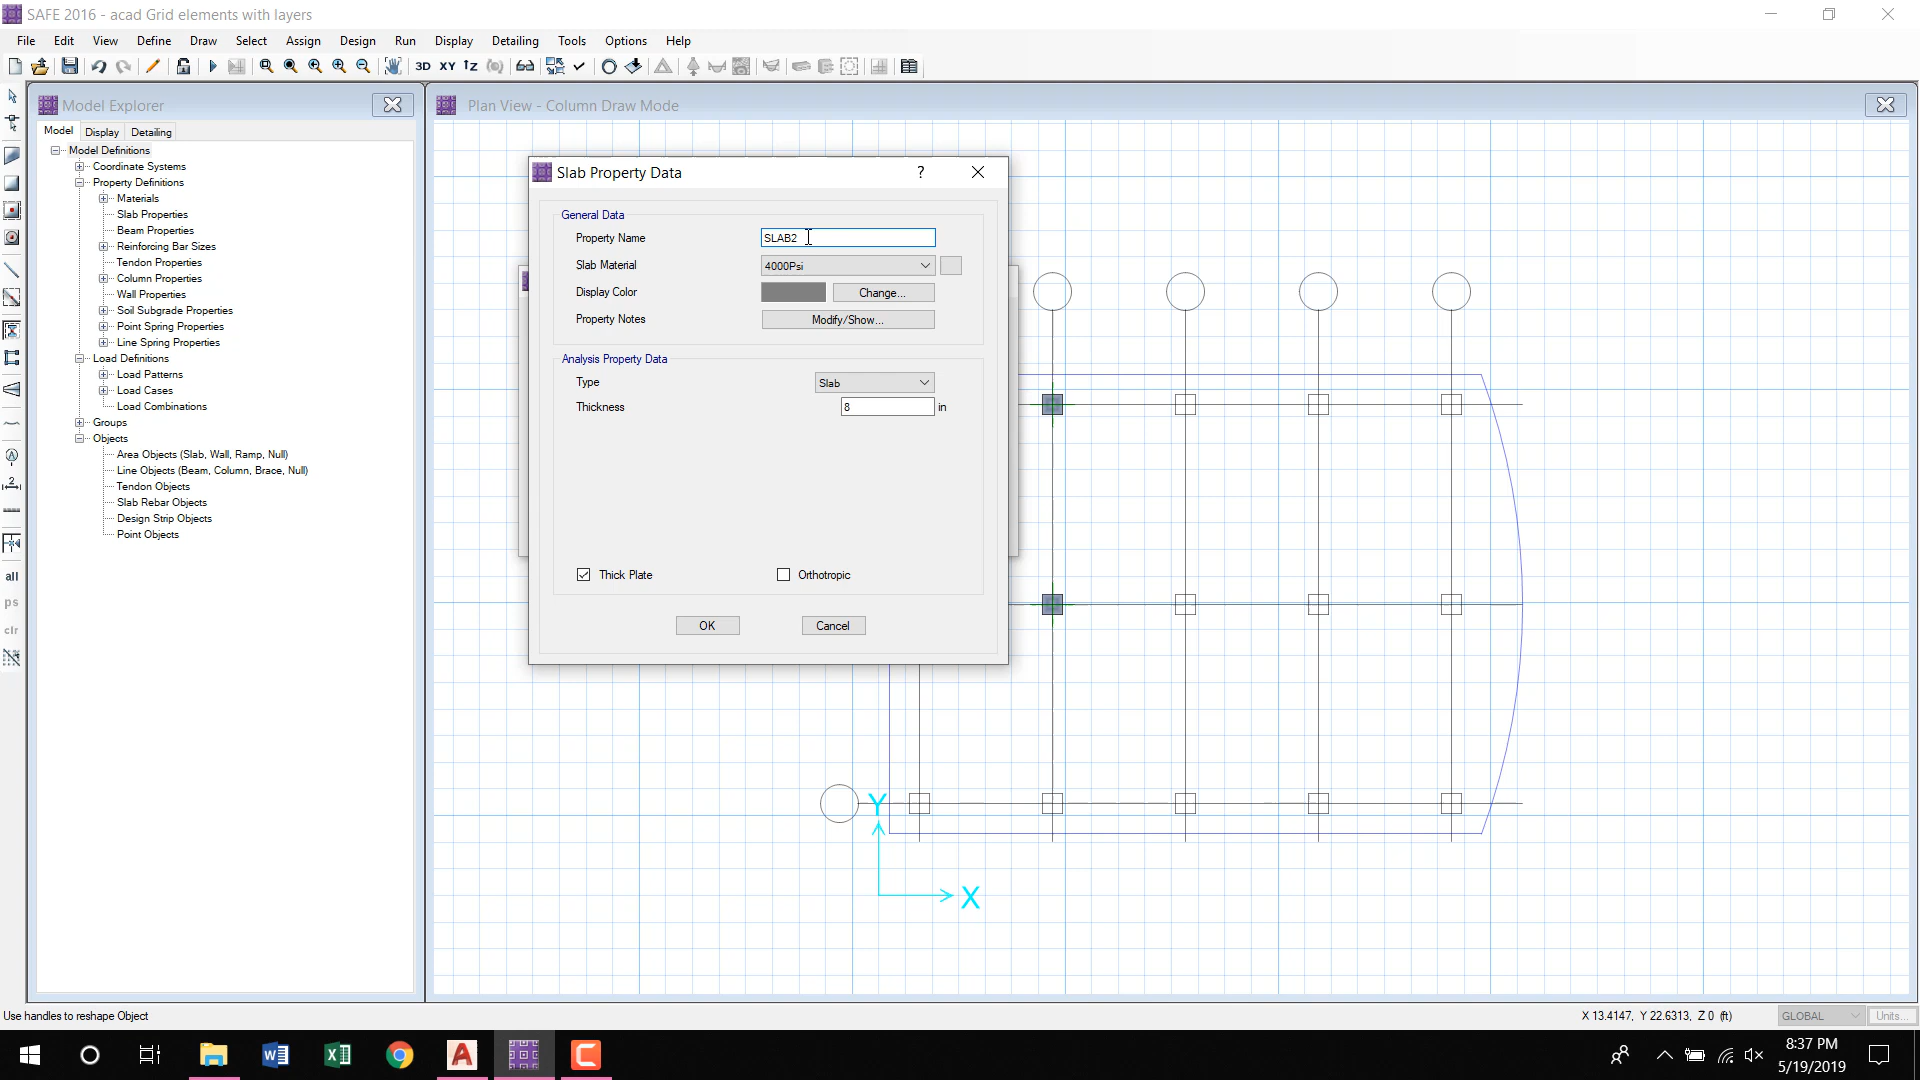 SAFE 2016 - acad Grid elements with layers
File Edit View Define Draw Select Assign Design Run Display Detailing Tools Options Help
3D XY
Model Explorer
Plan View - Column Draw Mode
Model Display Detailing
Model Definitions
Coordinate Systems
Property Definitions
Materials
Slab Properties
Beam Properties
Reinforcing Bar Sizes
Tendon Properties
Column Properties
Wall Properties
Soil Subgrade Properties
Point Spring Properties
Line Spring Properties
Load Definitions
Load Patterns
Load Cases
Load Combinations
Groups
Objects
Area Objects (Slab, Wall, Ramp, Null)
Line Objects (Beam, Column, Brace, Null)
Tendon Objects
Slab Rebar Objects
Design Strip Objects
Point Objects
all
ps
clr
Slab Property Data ?
General Data
Property Name SLAB2
Slab Material 4000Psi
Display Color Change...
Property Notes Modify/Show...
Analysis Property Data
Type Slab
Thickness 8 in
Thick Plate Orthotropic
OK Cancel
Y
X
Use handles to reshape Object
X 13.4147, Y 22.6313, Z 0 (ft) GLOBAL Units...
8:37 PM
5/19/2019